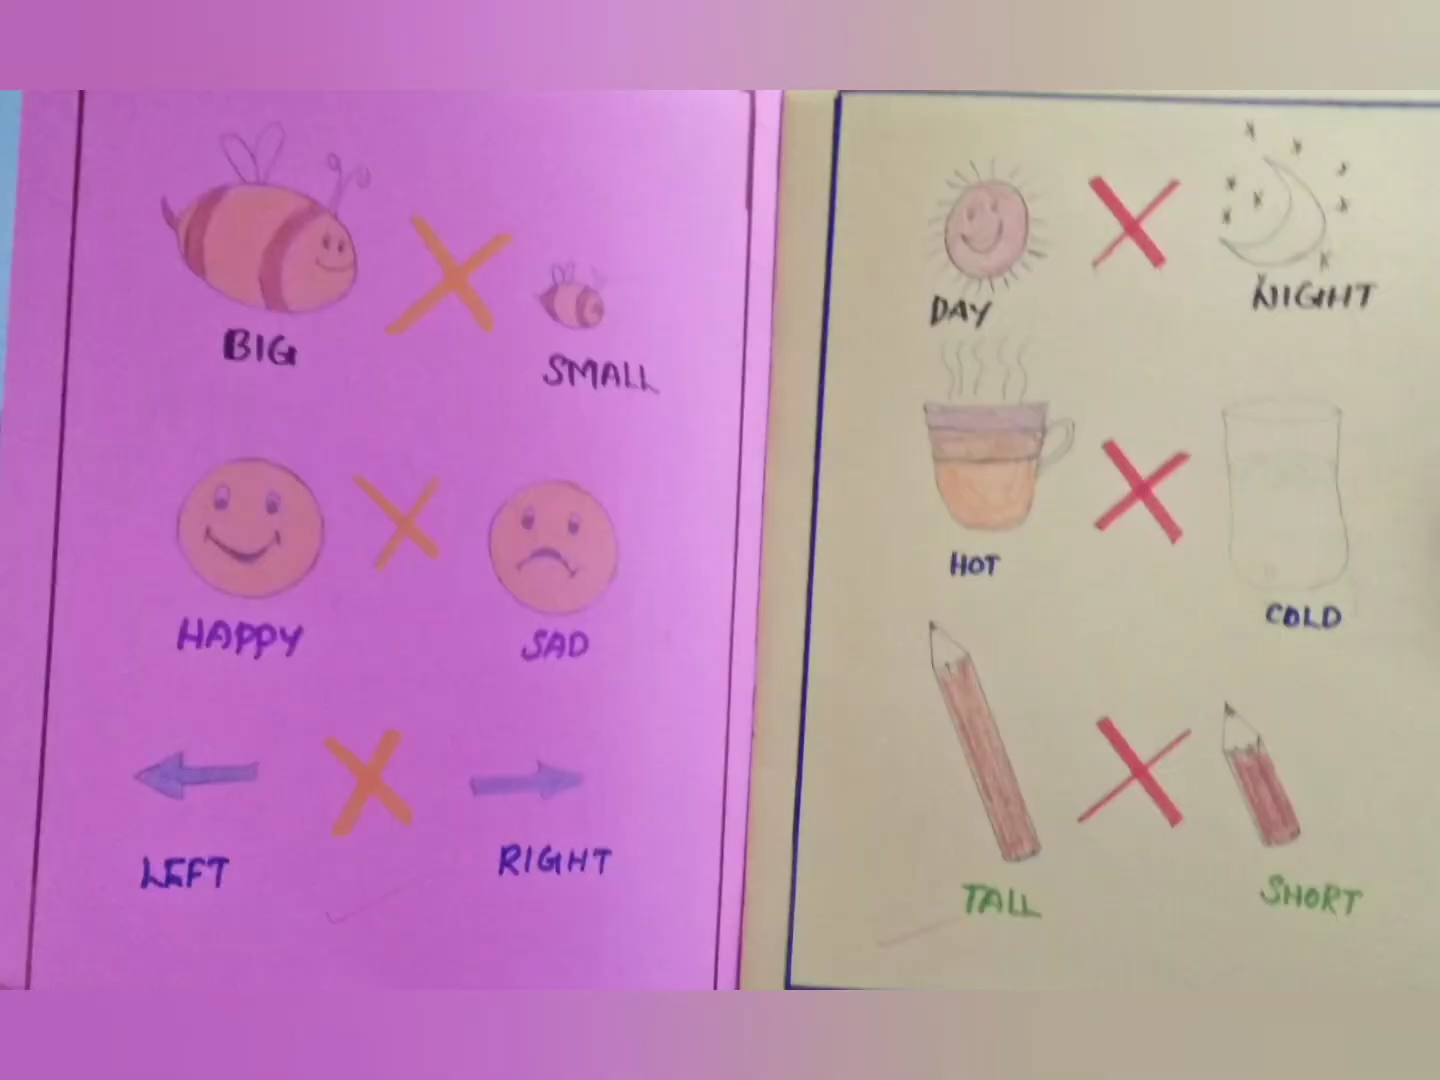 BIG
SMALL
HAPPY
SAD
LEFT
RIGHT
DAY
NIGHT
HOT
COLD
TALL
SHORT